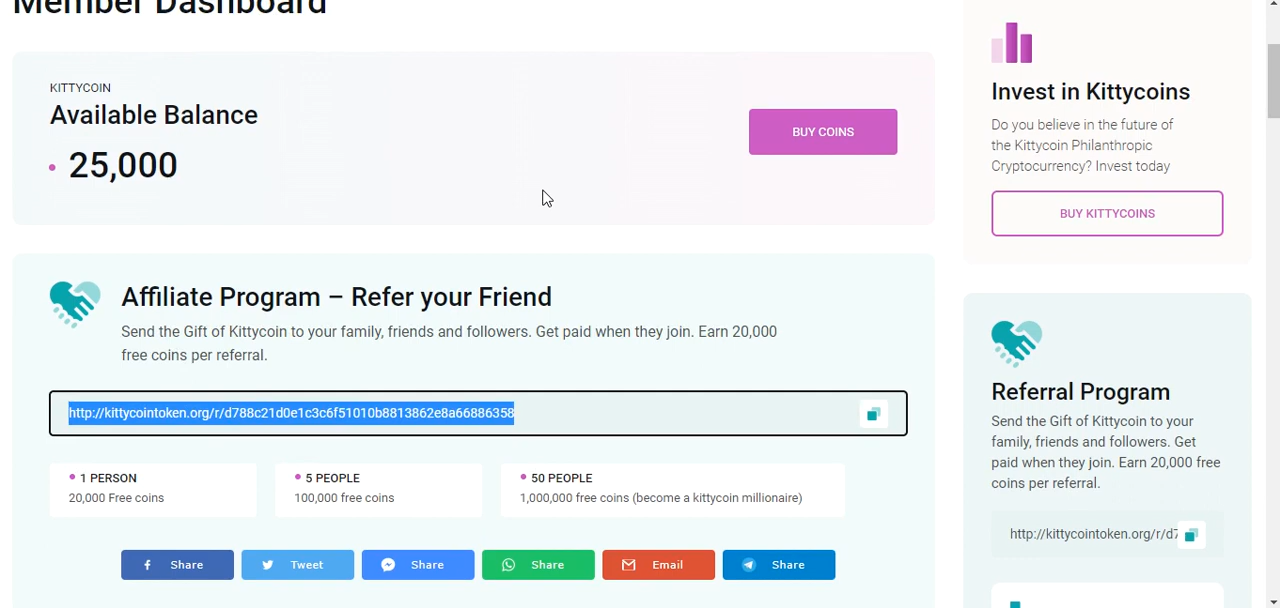 Member Dashboard
KITTYCOIN
Available Balance
25,000
BUY COINS
Affiliate Program – Refer your Friend
Send the Gift of Kittycoin to your family, friends and followers. Get paid when they join. Earn 20,000
free coins per referral.
http://kittycointoken.org/r/d788c21d0e1c3c6f51010b8813862e8a66886358
1 PERSON
20,000 Free coins
5 PEOPLE
100,000 free coins
50 PEOPLE
1,000,000 free coins (become a kittycoin millionaire)
Share
Tweet
Share
Share
Email
Share
Invest in Kittycoins
Do you believe in the future of
the Kittycoin Philanthropic
Cryptocurrency? Invest today
BUY KITTYCOINS
Referral Program
Send the Gift of Kittycoin to your
family, friends and followers. Get
paid when they join. Earn 20,000 free
coins per referral.
http://kittycointoken.org/r/d7